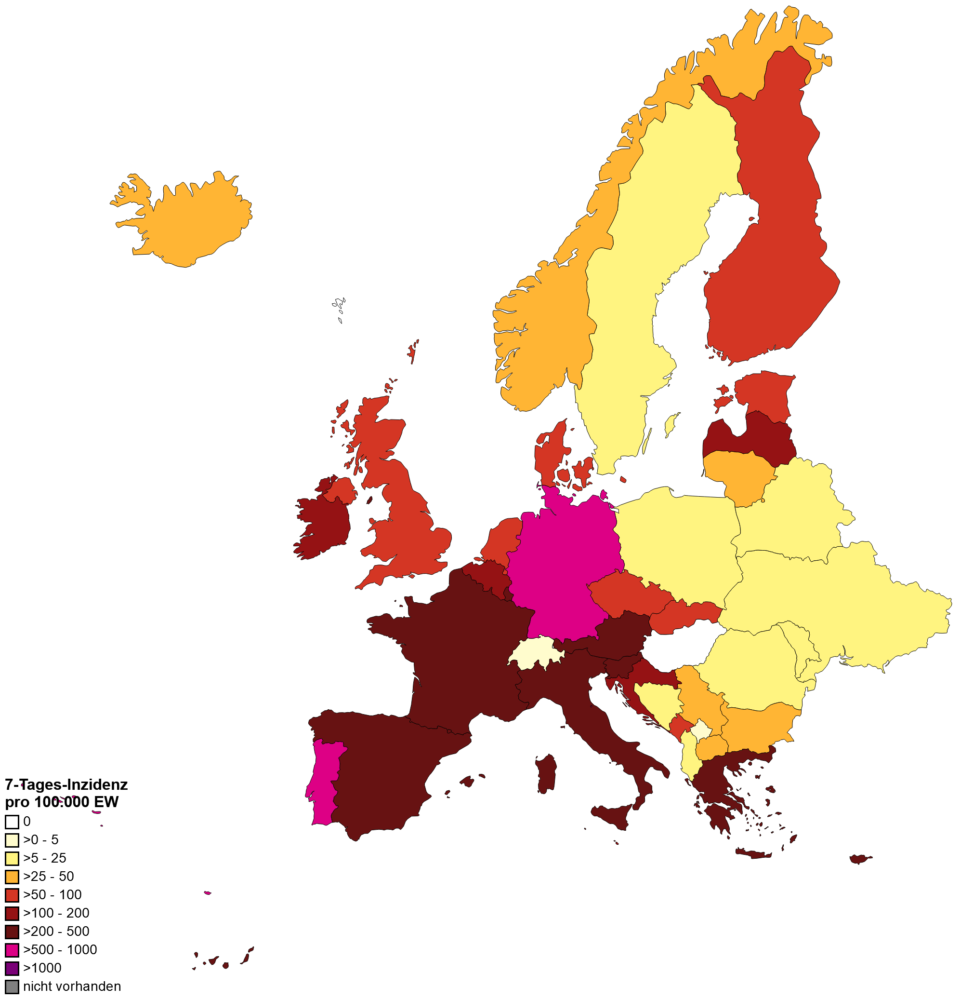 7-Tages-Inzidenz
pro 100.000 EW
0
>0 - 5
>5 - 25
>25 - 50
>50 - 100
>100 - 200
>200 - 500
>500 - 1000
>1000
nicht vorhanden